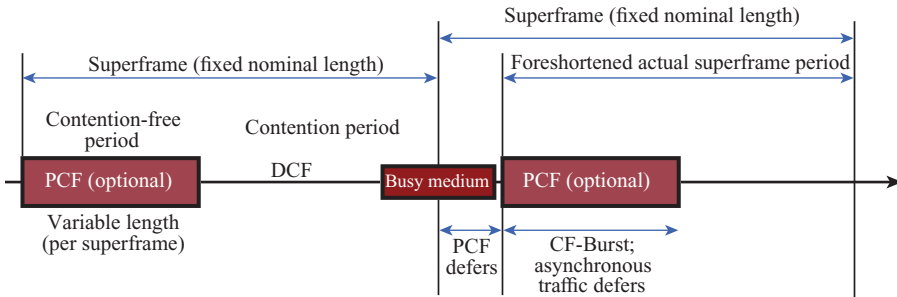 Superframe (fixed nominal length)
Superframe (fixed nominal length)
Foreshortened actual superframe period
Contention-free
period
Contention period
PCF (optional)
DCF
Busy medium
PCF (optional)
Variable length
(per superframe)
PCF
defers
CF-Burst;
asynchronous
traffic defers